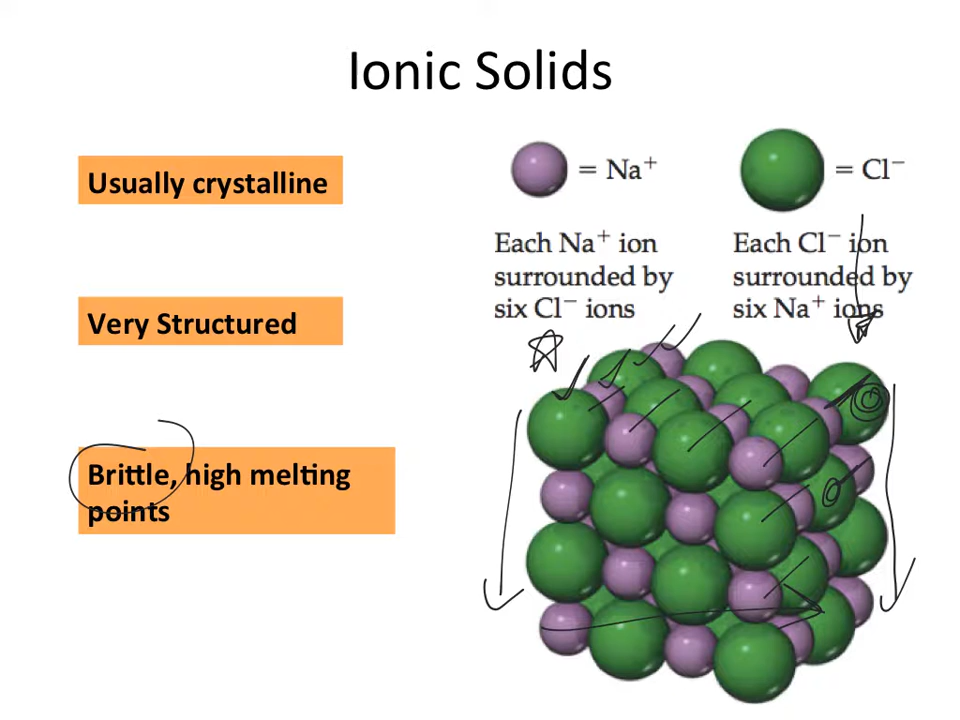 Ionic Solids
Usually crystalline
Very Structured
Brittle, high melting
points
= Na⁺
Each Na⁺ ion
surrounded by
six Cl⁻ ions
= Cl⁻
Each Cl⁻ ion
surrounded by
six Na⁺ ions